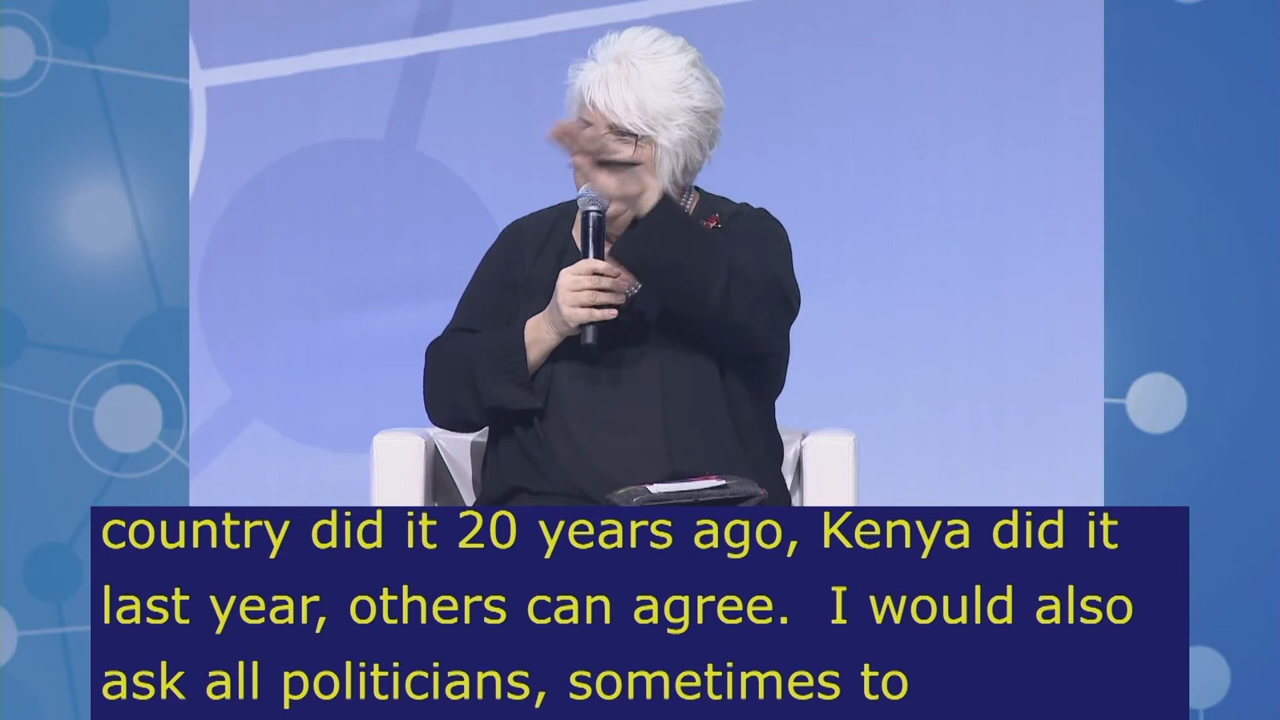 country did it 20 years ago, Kenya did it
last year, others can agree.  I would also
ask all politicians, sometimes to